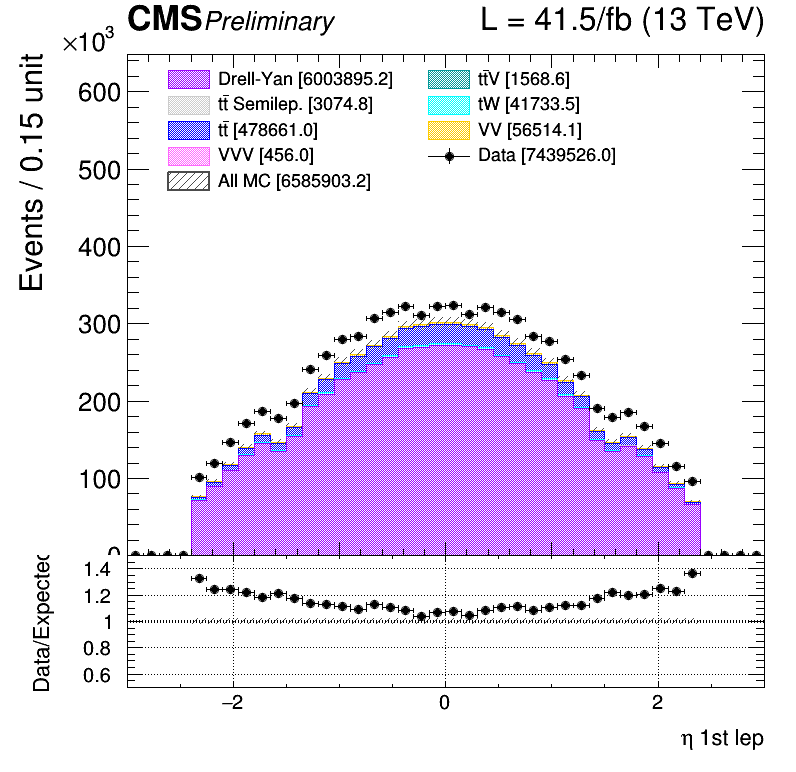 CMS Preliminary L = 41.5/fb (13 TeV)
×10³
Events / 0.15 unit
600
500
400
300
200
100
0
Drell-Yan [6003895.2]
tt̄ Semilep. [3074.8]
tt̄ [478661.0]
VVV [456.0]
All MC [6585903.2]
tt̄V [1568.6]
tW [41733.5]
VV [56514.1]
Data [7439526.0]
Data/Expected
1.4
1.2
1
0.8
0.6
−2 0 2
η 1st lep